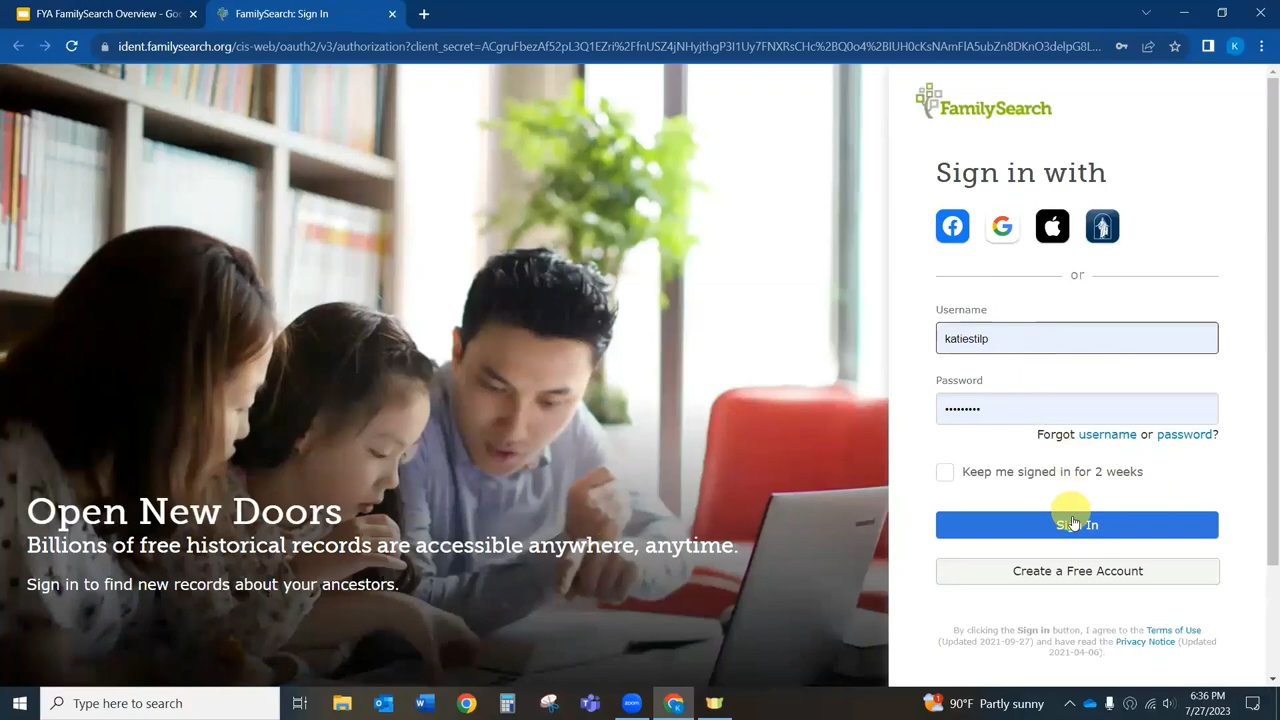 FYA FamilySearch Overview - Goo
FamilySearch: Sign In
ident.familysearch.org/cis-web/oauth2/v3/authorization?client_secret=
K
FamilySearch
Sign in with
or
Username
katiestilp
Password
•••••••••
Forgot username or password?
Keep me signed in for 2 weeks
Sign In
Create a Free Account
By clicking the Sign in button, I agree to the Terms of Use
(Updated 2021-09-27) and have read the Privacy Notice (Updated
2021-04-06).
Open New Doors
Billions of free historical records are accessible anywhere, anytime.
Sign in to find new records about your ancestors.
Type here to search
zoom
90°F Partly sunny
6:36 PM
7/27/2023